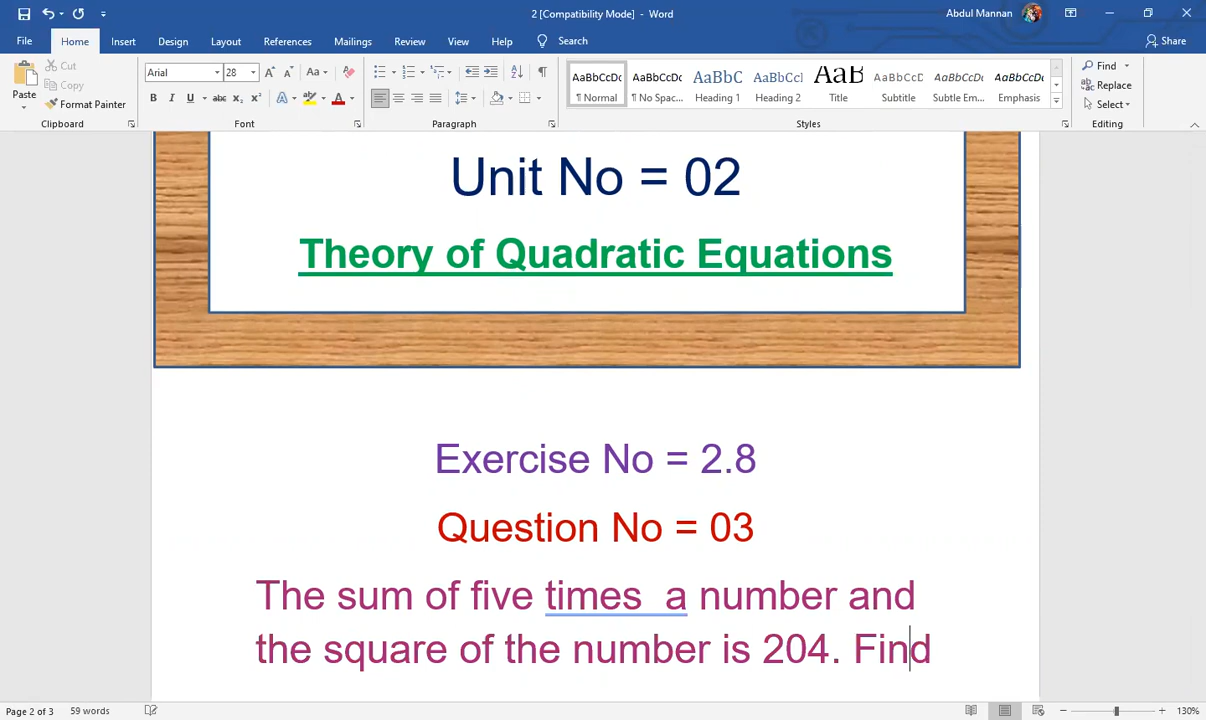 2 [Compatibility Mode] - Word
Abdul Mannan
File Home Insert Design Layout References Mailings Review View Help Search Share
Paste
Cut
Copy
Format Painter
Clipboard
Arial 28
Font
Paragraph
AaBbCcDc AaBbCcDc AaBbC AaBbCcl AaB AaBbCcD AaBbCcDt AaBbCcDt
¶ Normal ¶ No Spac... Heading 1 Heading 2 Title Subtitle Subtle Em... Emphasis
Styles
Find
Replace
Select
Editing
Unit No = 02
Theory of Quadratic Equations
Exercise No = 2.8
Question No = 03
The sum of five times a number and
the square of the number is 204. Find
Page 2 of 3 59 words 130%